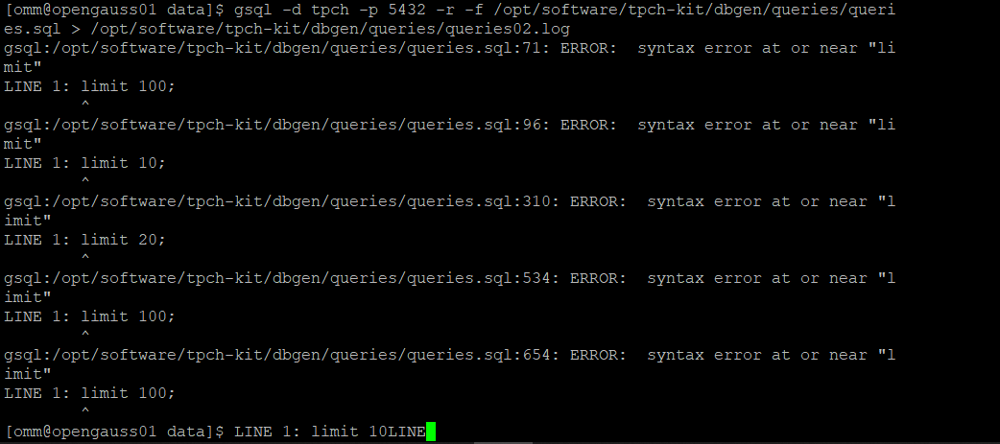 [omm@opengauss01 data]$ gsql -d tpch -p 5432 -r -f /opt/software/tpch-kit/dbgen/queries/queri
es.sql > /opt/software/tpch-kit/dbgen/queries/queries02.log
gsql:/opt/software/tpch-kit/dbgen/queries/queries.sql:71: ERROR:  syntax error at or near "li
mit"
LINE 1: limit 100;
        ^
gsql:/opt/software/tpch-kit/dbgen/queries/queries.sql:96: ERROR:  syntax error at or near "li
mit"
LINE 1: limit 10;
        ^
gsql:/opt/software/tpch-kit/dbgen/queries/queries.sql:310: ERROR:  syntax error at or near "l
imit"
LINE 1: limit 20;
        ^
gsql:/opt/software/tpch-kit/dbgen/queries/queries.sql:534: ERROR:  syntax error at or near "l
imit"
LINE 1: limit 100;
        ^
gsql:/opt/software/tpch-kit/dbgen/queries/queries.sql:654: ERROR:  syntax error at or near "l
imit"
LINE 1: limit 100;
        ^
[omm@opengauss01 data]$ LINE 1: limit 10LINE